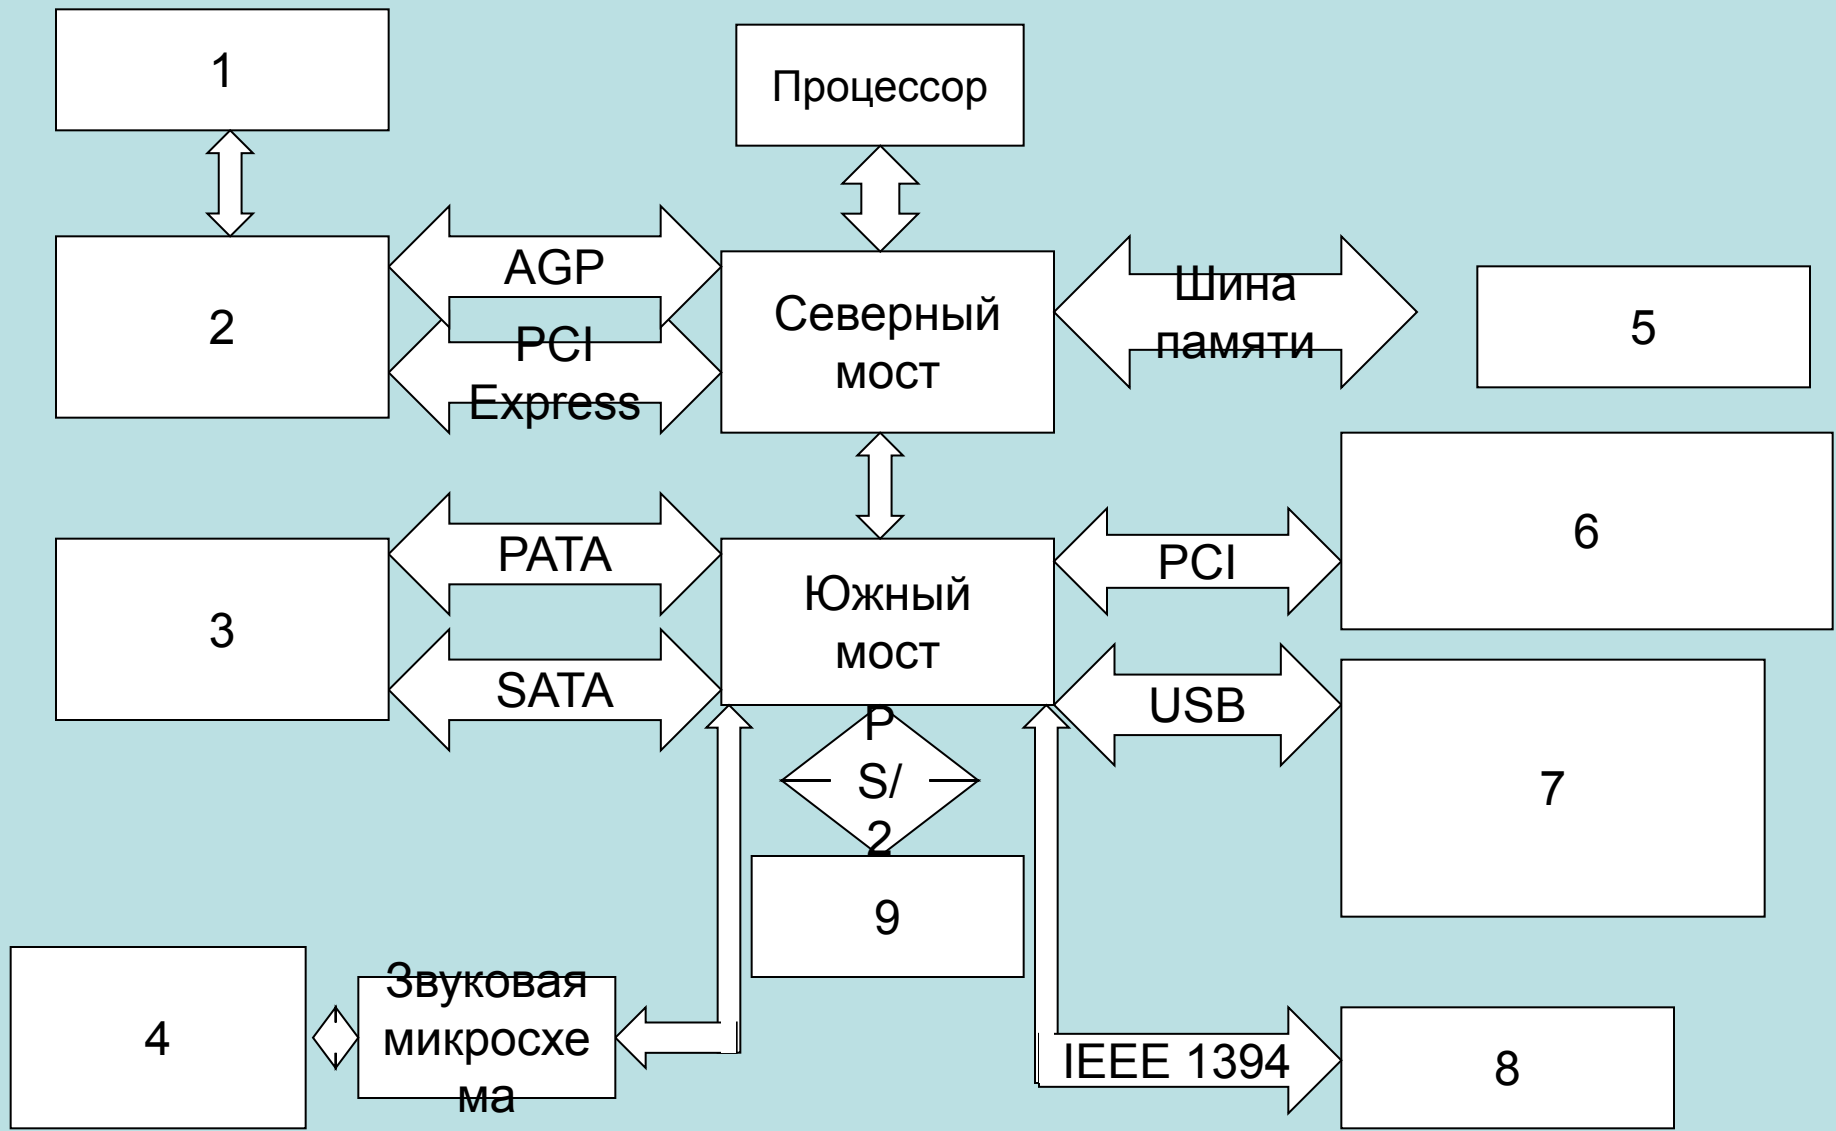 1
Процессор
2
AGP
PCI
Express
Северный
мост
Шина
памяти
5
3
PATA
SATA
Южный
мост
PCI
6
USB
7
P
S/
2
9
4
Звуковая
микросхе
ма
IEEE 1394
8